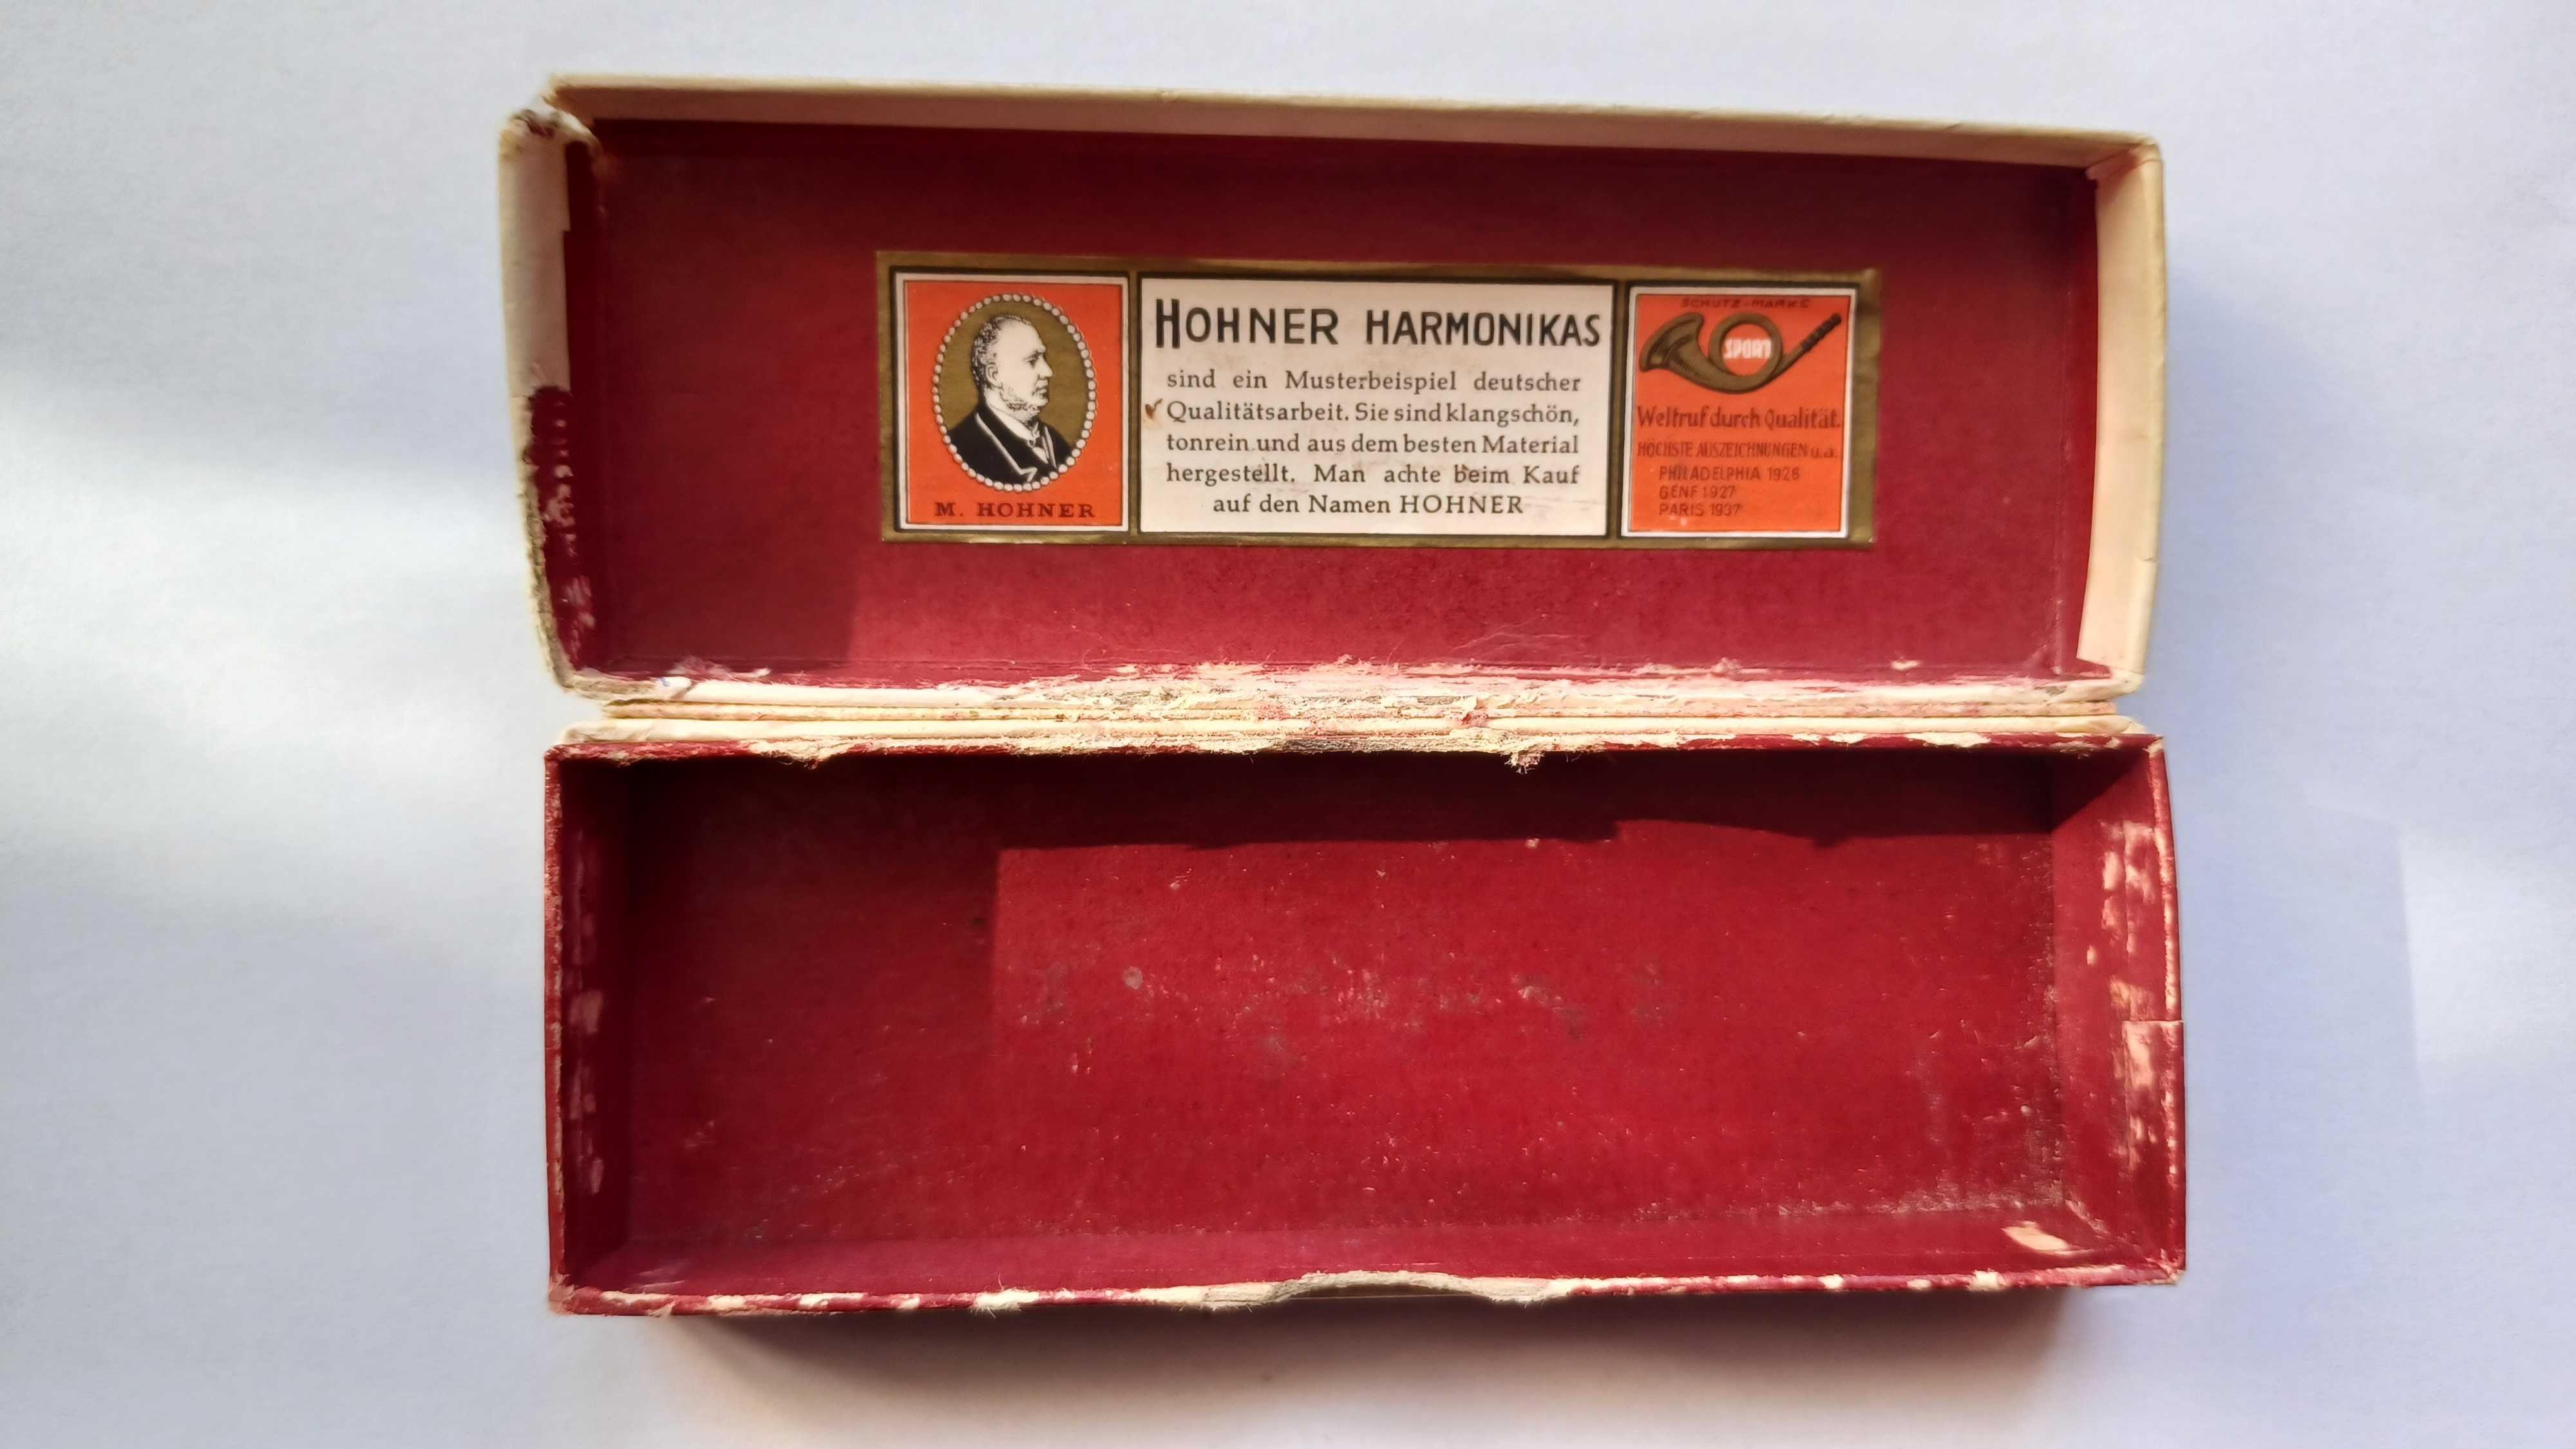 M. HOHNER
HOHNER HARMONIKAS
sind ein Musterbeispiel deutscher
Qualitätsarbeit. Sie sind klangschön,
tonrein und aus dem besten Material
hergestellt. Man achte beim Kauf
auf den Namen HOHNER
SCHUTZ-MARKE
SPORT
Weltruf durch Qualität.
HÖCHSTE AUSZEICHNUNGEN u.a.
PHILADELPHIA 1926
GENF 1927
PARIS 1937